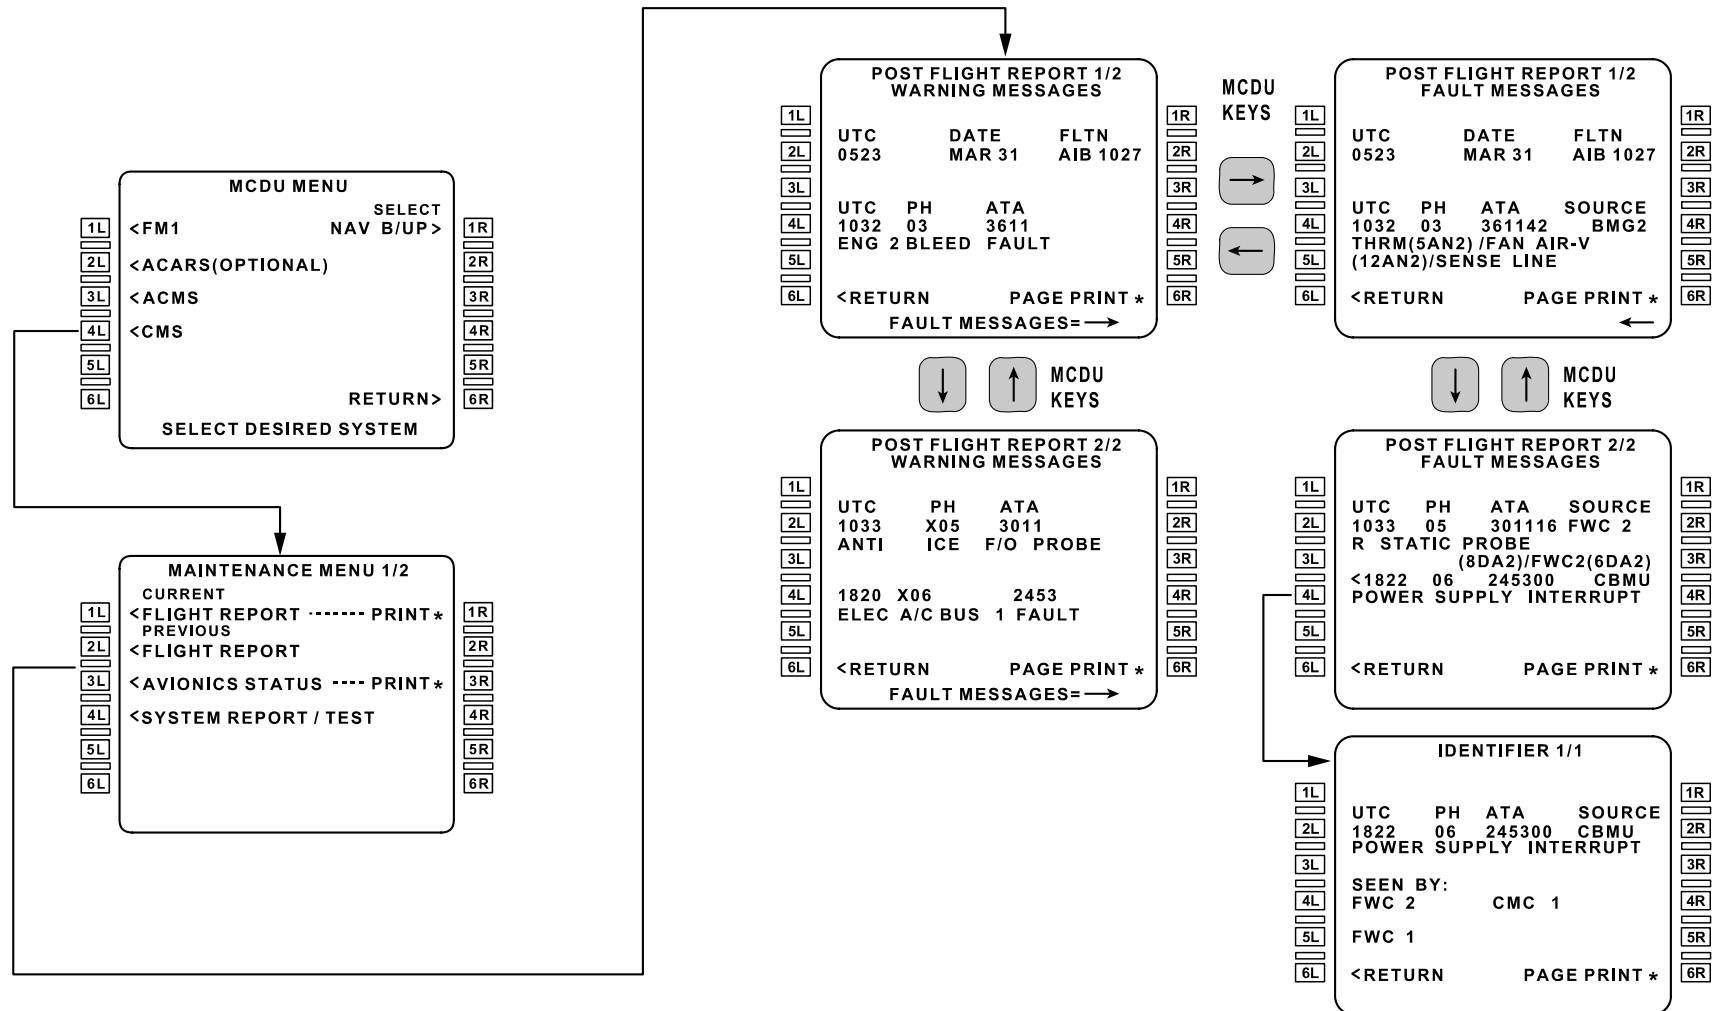 MCDU MENU
SELECT
1L <FM1 NAV B/UP> 1R
2L <ACARS(OPTIONAL) 2R
3L <ACMS 3R
4L <CMS 4R
5L 5R
6L RETURN> 6R
SELECT DESIRED SYSTEM
MAINTENANCE MENU 1/2
CURRENT
1L <FLIGHT REPORT ------ PRINT* 1R
PREVIOUS
2L <FLIGHT REPORT 2R
3L <AVIONICS STATUS ---- PRINT* 3R
4L <SYSTEM REPORT / TEST 4R
5L 5R
6L 6R
POST FLIGHT REPORT 1/2
WARNING MESSAGES
1L 1R
UTC DATE FLTN
2L 0523 MAR 31 AIB 1027 2R
3L 3R
UTC PH ATA
4L 1032 03 3611 4R
ENG 2 BLEED FAULT
5L 5R
6L <RETURN PAGE PRINT * 6R
FAULT MESSAGES=→
MCDU
KEYS
→
←
POST FLIGHT REPORT 1/2
FAULT MESSAGES
1L 1R
UTC DATE FLTN
2L 0523 MAR 31 AIB 1027 2R
3L 3R
UTC PH ATA SOURCE
4L 1032 03 361142 BMG2 4R
THRM(5AN2) /FAN AIR-V
5L (12AN2)/SENSE LINE 5R
6L <RETURN PAGE PRINT * 6R
←
↓ ↑ MCDU
KEYS
↓ ↑ MCDU
KEYS
POST FLIGHT REPORT 2/2
WARNING MESSAGES
1L 1R
UTC PH ATA
2L 1033 X05 3011 2R
ANTI ICE F/O PROBE
3L 3R
4L 1820 X06 2453 4R
ELEC A/C BUS 1 FAULT
5L 5R
6L <RETURN PAGE PRINT * 6R
FAULT MESSAGES=→
POST FLIGHT REPORT 2/2
FAULT MESSAGES
1L 1R
UTC PH ATA SOURCE
2L 1033 05 301116 FWC 2 2R
R STATIC PROBE
3L (8DA2)/FWC2(6DA2) 3R
<1822 06 245300 CBMU
4L POWER SUPPLY INTERRUPT 4R
5L 5R
6L <RETURN PAGE PRINT * 6R
IDENTIFIER 1/1
1L 1R
UTC PH ATA SOURCE
2L 1822 06 245300 CBMU 2R
POWER SUPPLY INTERRUPT
3L 3R
SEEN BY:
4L FWC 2 CMC 1 4R
5L FWC 1 5R
6L <RETURN PAGE PRINT * 6R